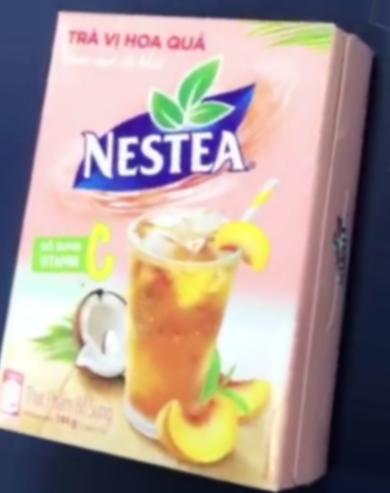 TRÀ VỊ HOA QUẢ
NESTEA
BỔ SUNG
VITAMIN C
Thực Phẩm Bổ Sung